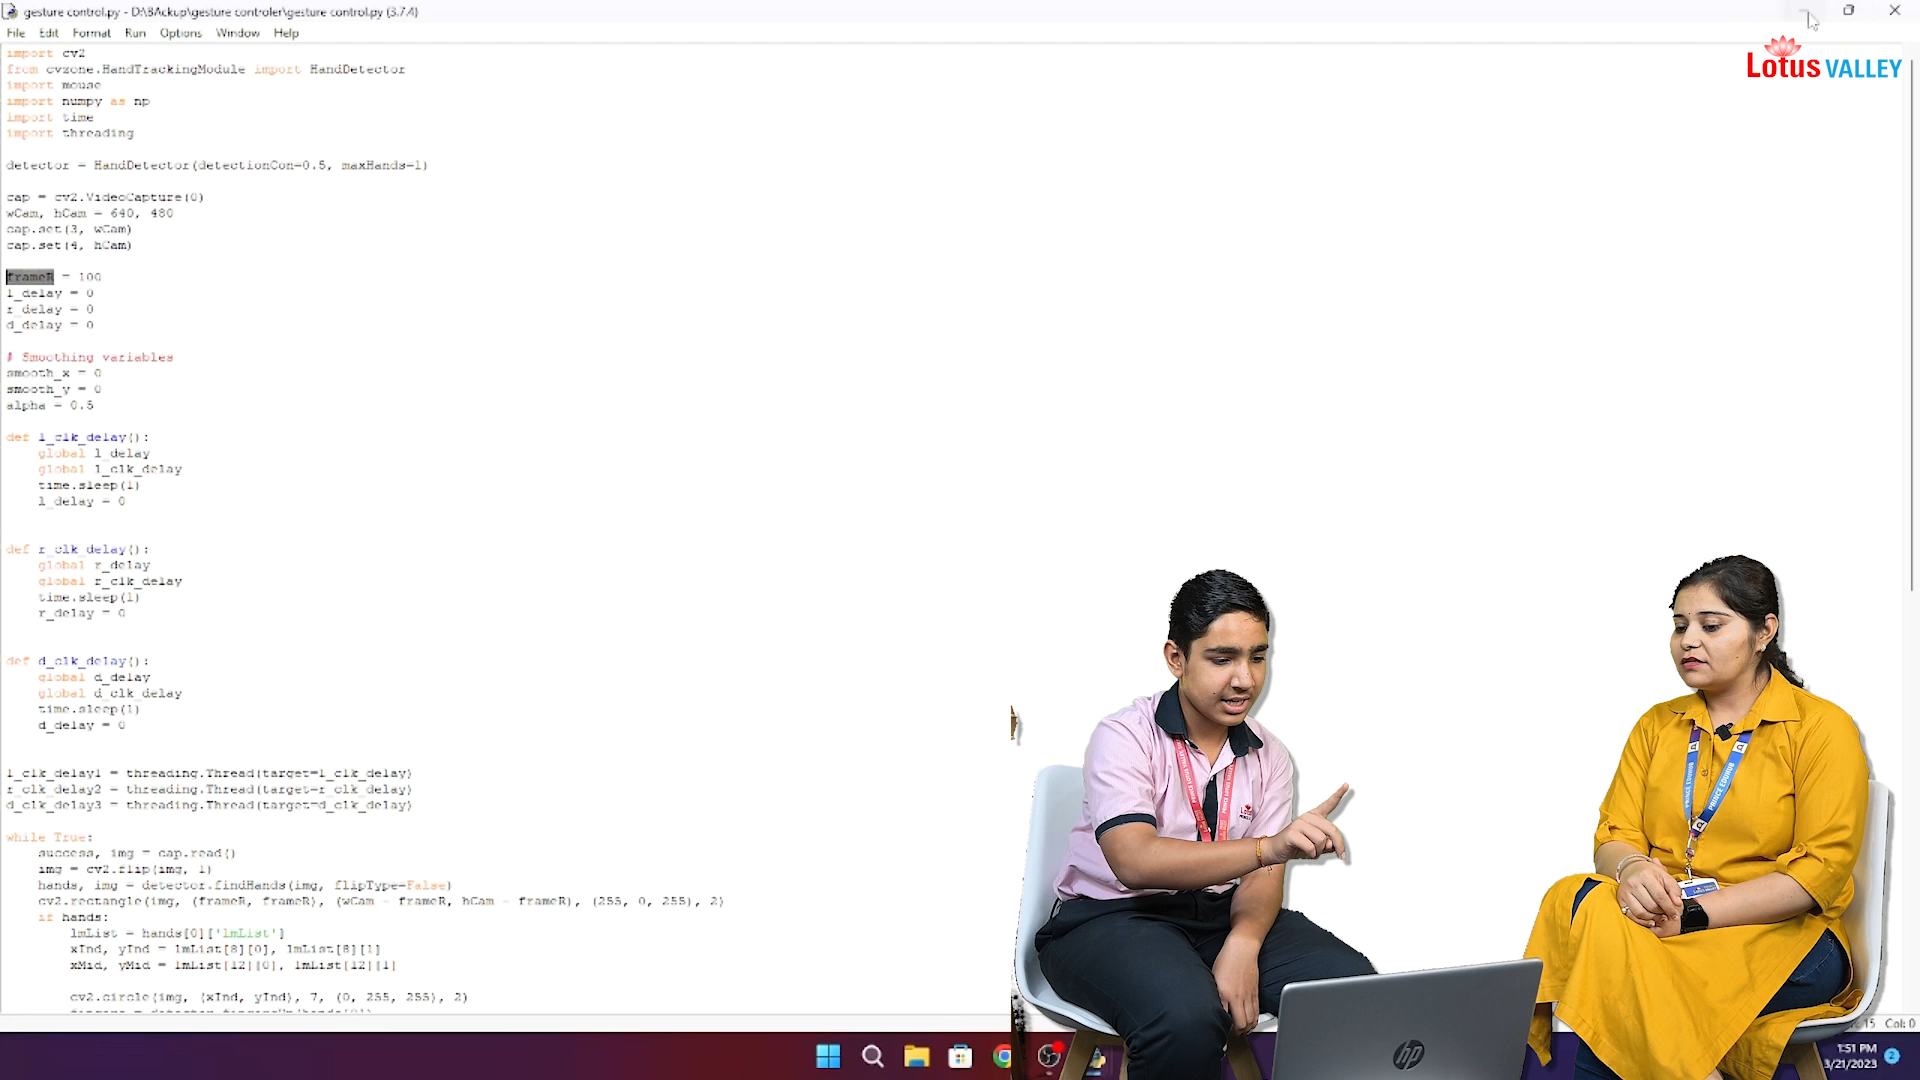 gesture control.py - D:\BAckup\gesture controler\gesture control.py (3.7.4)
File Edit Format Run Options Window Help
Lotus VALLEY
import cv2
from cvzone.HandTrackingModule import HandDetector
import mouse
import numpy as np
import time
import threading
detector = HandDetector(detectionCon=0.5, maxHands=1)
cap = cv2.VideoCapture(0)
wCam, hCam = 640, 480
cap.set(3, wCam)
cap.set(4, hCam)
frameR = 100
l_delay = 0
r_delay = 0
d_delay = 0
# Smoothing variables
smooth_x = 0
smooth_y = 0
alpha = 0.5
def l_clk_delay():
global l_delay
global l_clk_delay
time.sleep(1)
l_delay = 0
def r_clk_delay():
global r_delay
global r_clk_delay
time.sleep(1)
r_delay = 0
def d_clk_delay():
global d_delay
global d_clk_delay
time.sleep(1)
d_delay = 0
l_clk_delay1 = threading.Thread(target=l_clk_delay)
r_clk_delay2 = threading.Thread(target=r_clk_delay)
d_clk_delay3 = threading.Thread(target=d_clk_delay)
while True:
success, img = cap.read()
img = cv2.flip(img, 1)
hands, img = detector.findHands(img, flipType=False)
cv2.rectangle(img, (frameR, frameR), (wCam - frameR, hCam - frameR), (255, 0, 255), 2)
if hands:
lmList = hands[0]['lmList']
xInd, yInd = lmList[8][0], lmList[8][1]
xMid, yMid = lmList[12][0], lmList[12][1]
cv2.circle(img, (xInd, yInd), 7, (0, 255, 255), 2)
PRINCE EDUHUB
PRINCE EDUHUB
hp
15 Col: 0
1:51 PM
3/21/2023
2